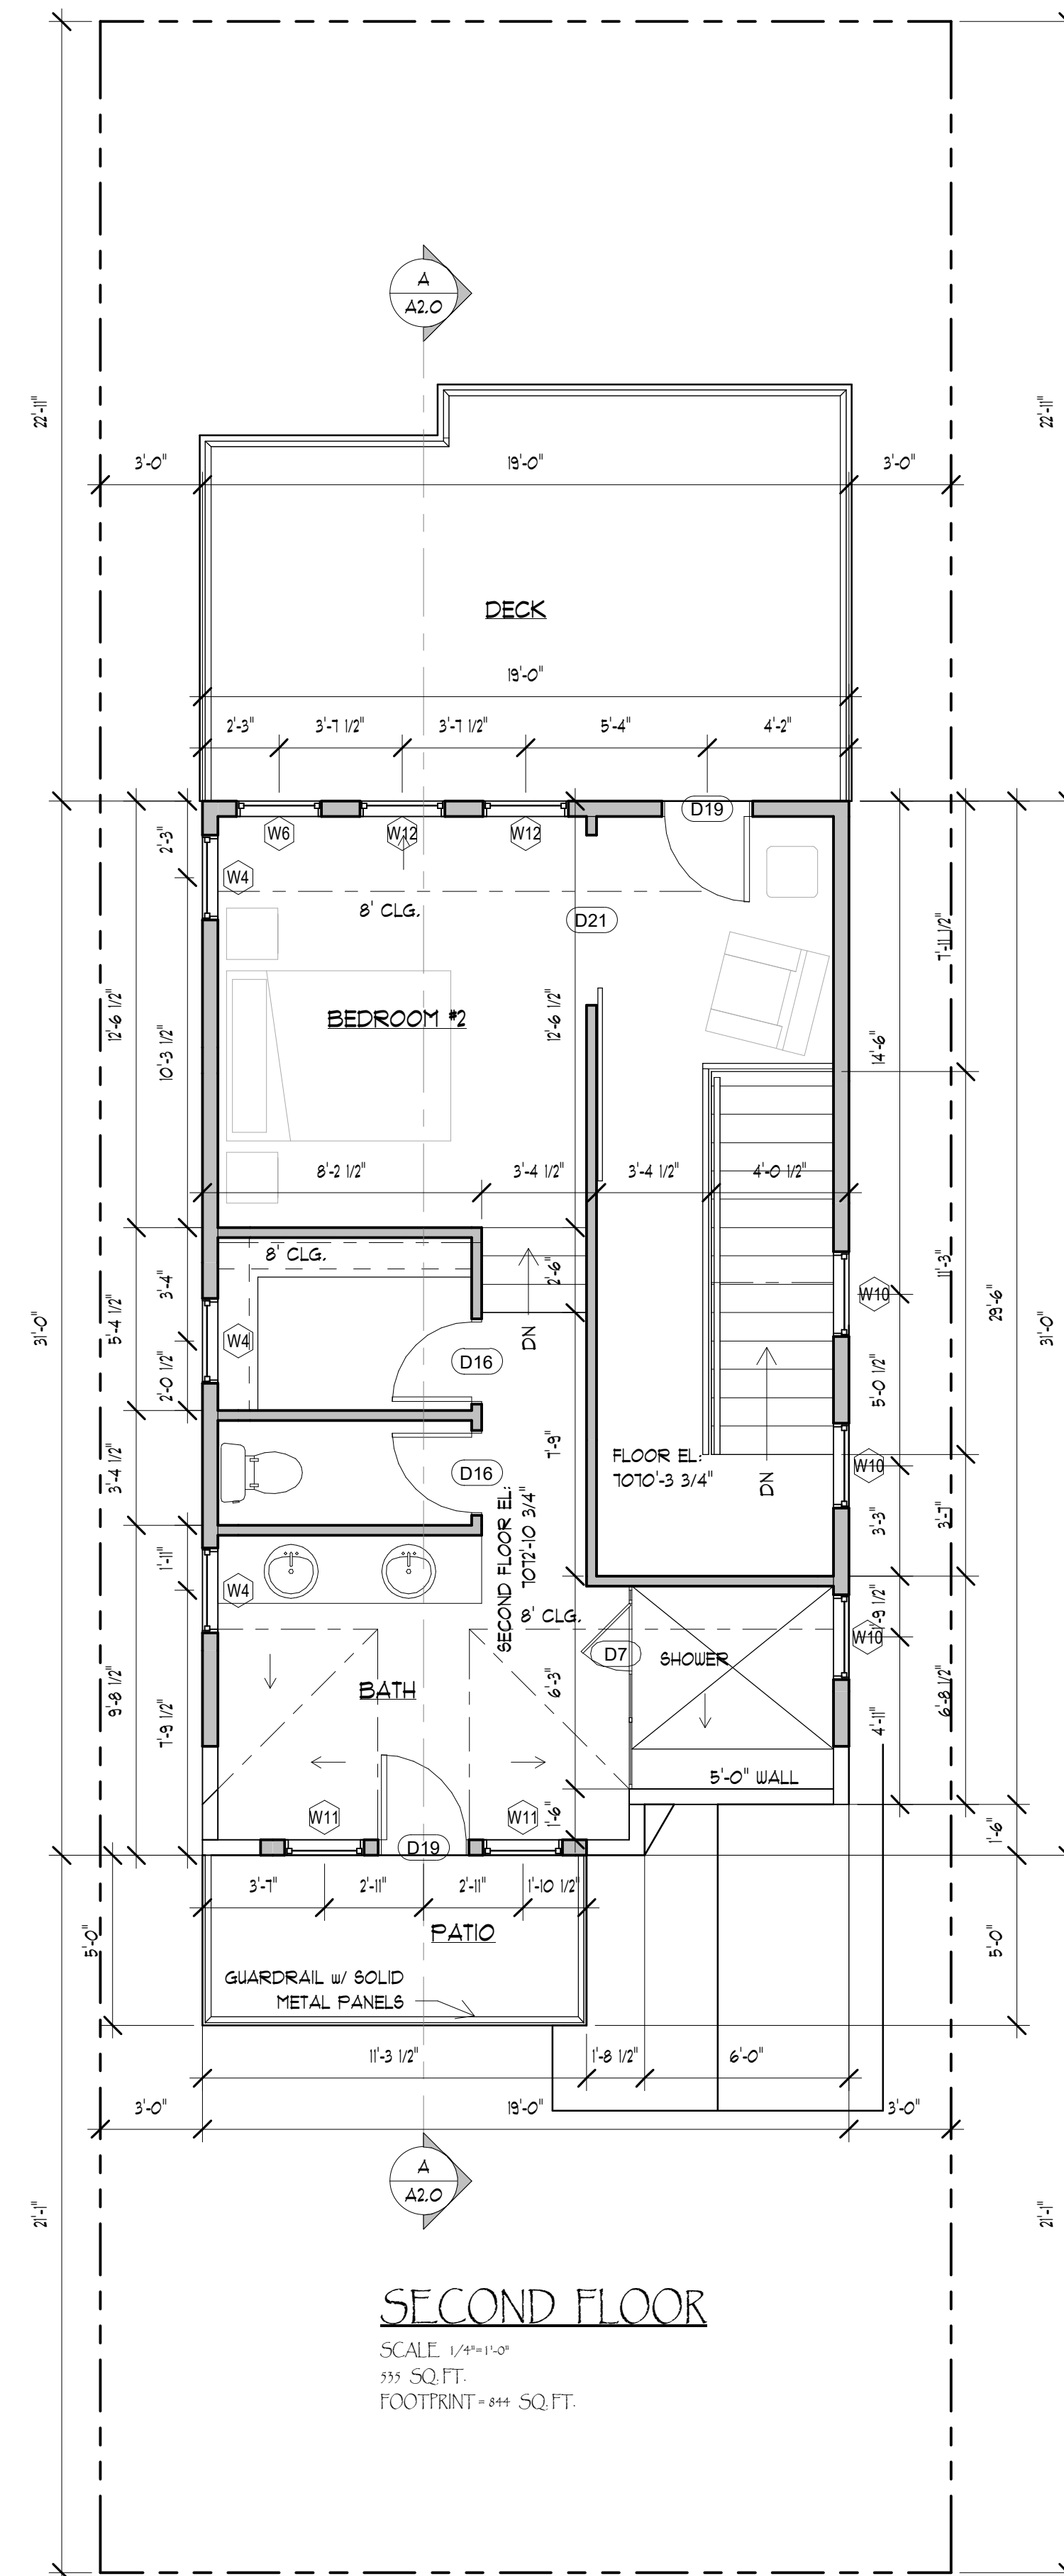 A
A2.0
22'-11"
22'-11"
3'-0"
19'-0"
3'-0"
DECK
19'-0"
2'-3"
3'-7 1/2"
3'-7 1/2"
5'-4"
4'-2"
D19
W6
W12
W12
2'-3"
W4
8' CLG.
D21
7'-11 1/2"
12'-6 1/2"
10'-3 1/2"
BEDROOM #2
12'-6 1/2"
14'-6"
8'-2 1/2"
3'-4 1/2"
3'-4 1/2"
4'-0 1/2"
8' CLG.
2'-6"
11'-3"
3'-4"
W10
29'-6"
31'-0"
5'-4 1/2"
W4
DN
31'-0"
2'-0 1/2"
D16
5'-0 1/2"
7'-9"
FLOOR EL:
7070'-3 3/4"
W10
D16
DN
3'-4 1/2"
SECOND FLOOR EL:
7072'-10 3/4"
3'-3"
3'-7"
1'-11"
W4
8' CLG.
1'-9 1/2"
D7
SHOWER
W10
9'-8 1/2"
7'-9 1/2"
BATH
6'-3"
4'-11"
6'-8 1/2"
5'-0" WALL
W11
W11
1'-6"
D19
1'-6"
3'-7"
2'-11"
2'-11"
1'-10 1/2"
5'-0"
PATIO
5'-0"
GUARDRAIL w/ SOLID
METAL PANELS
11'-3 1/2"
1'-8 1/2"
6'-0"
3'-0"
19'-0"
3'-0"
A
A2.0
21'-1"
21'-1"
SECOND FLOOR
SCALE 1/4"=1'-0"
535 SQ. FT.
FOOTPRINT = 844 SQ. FT.